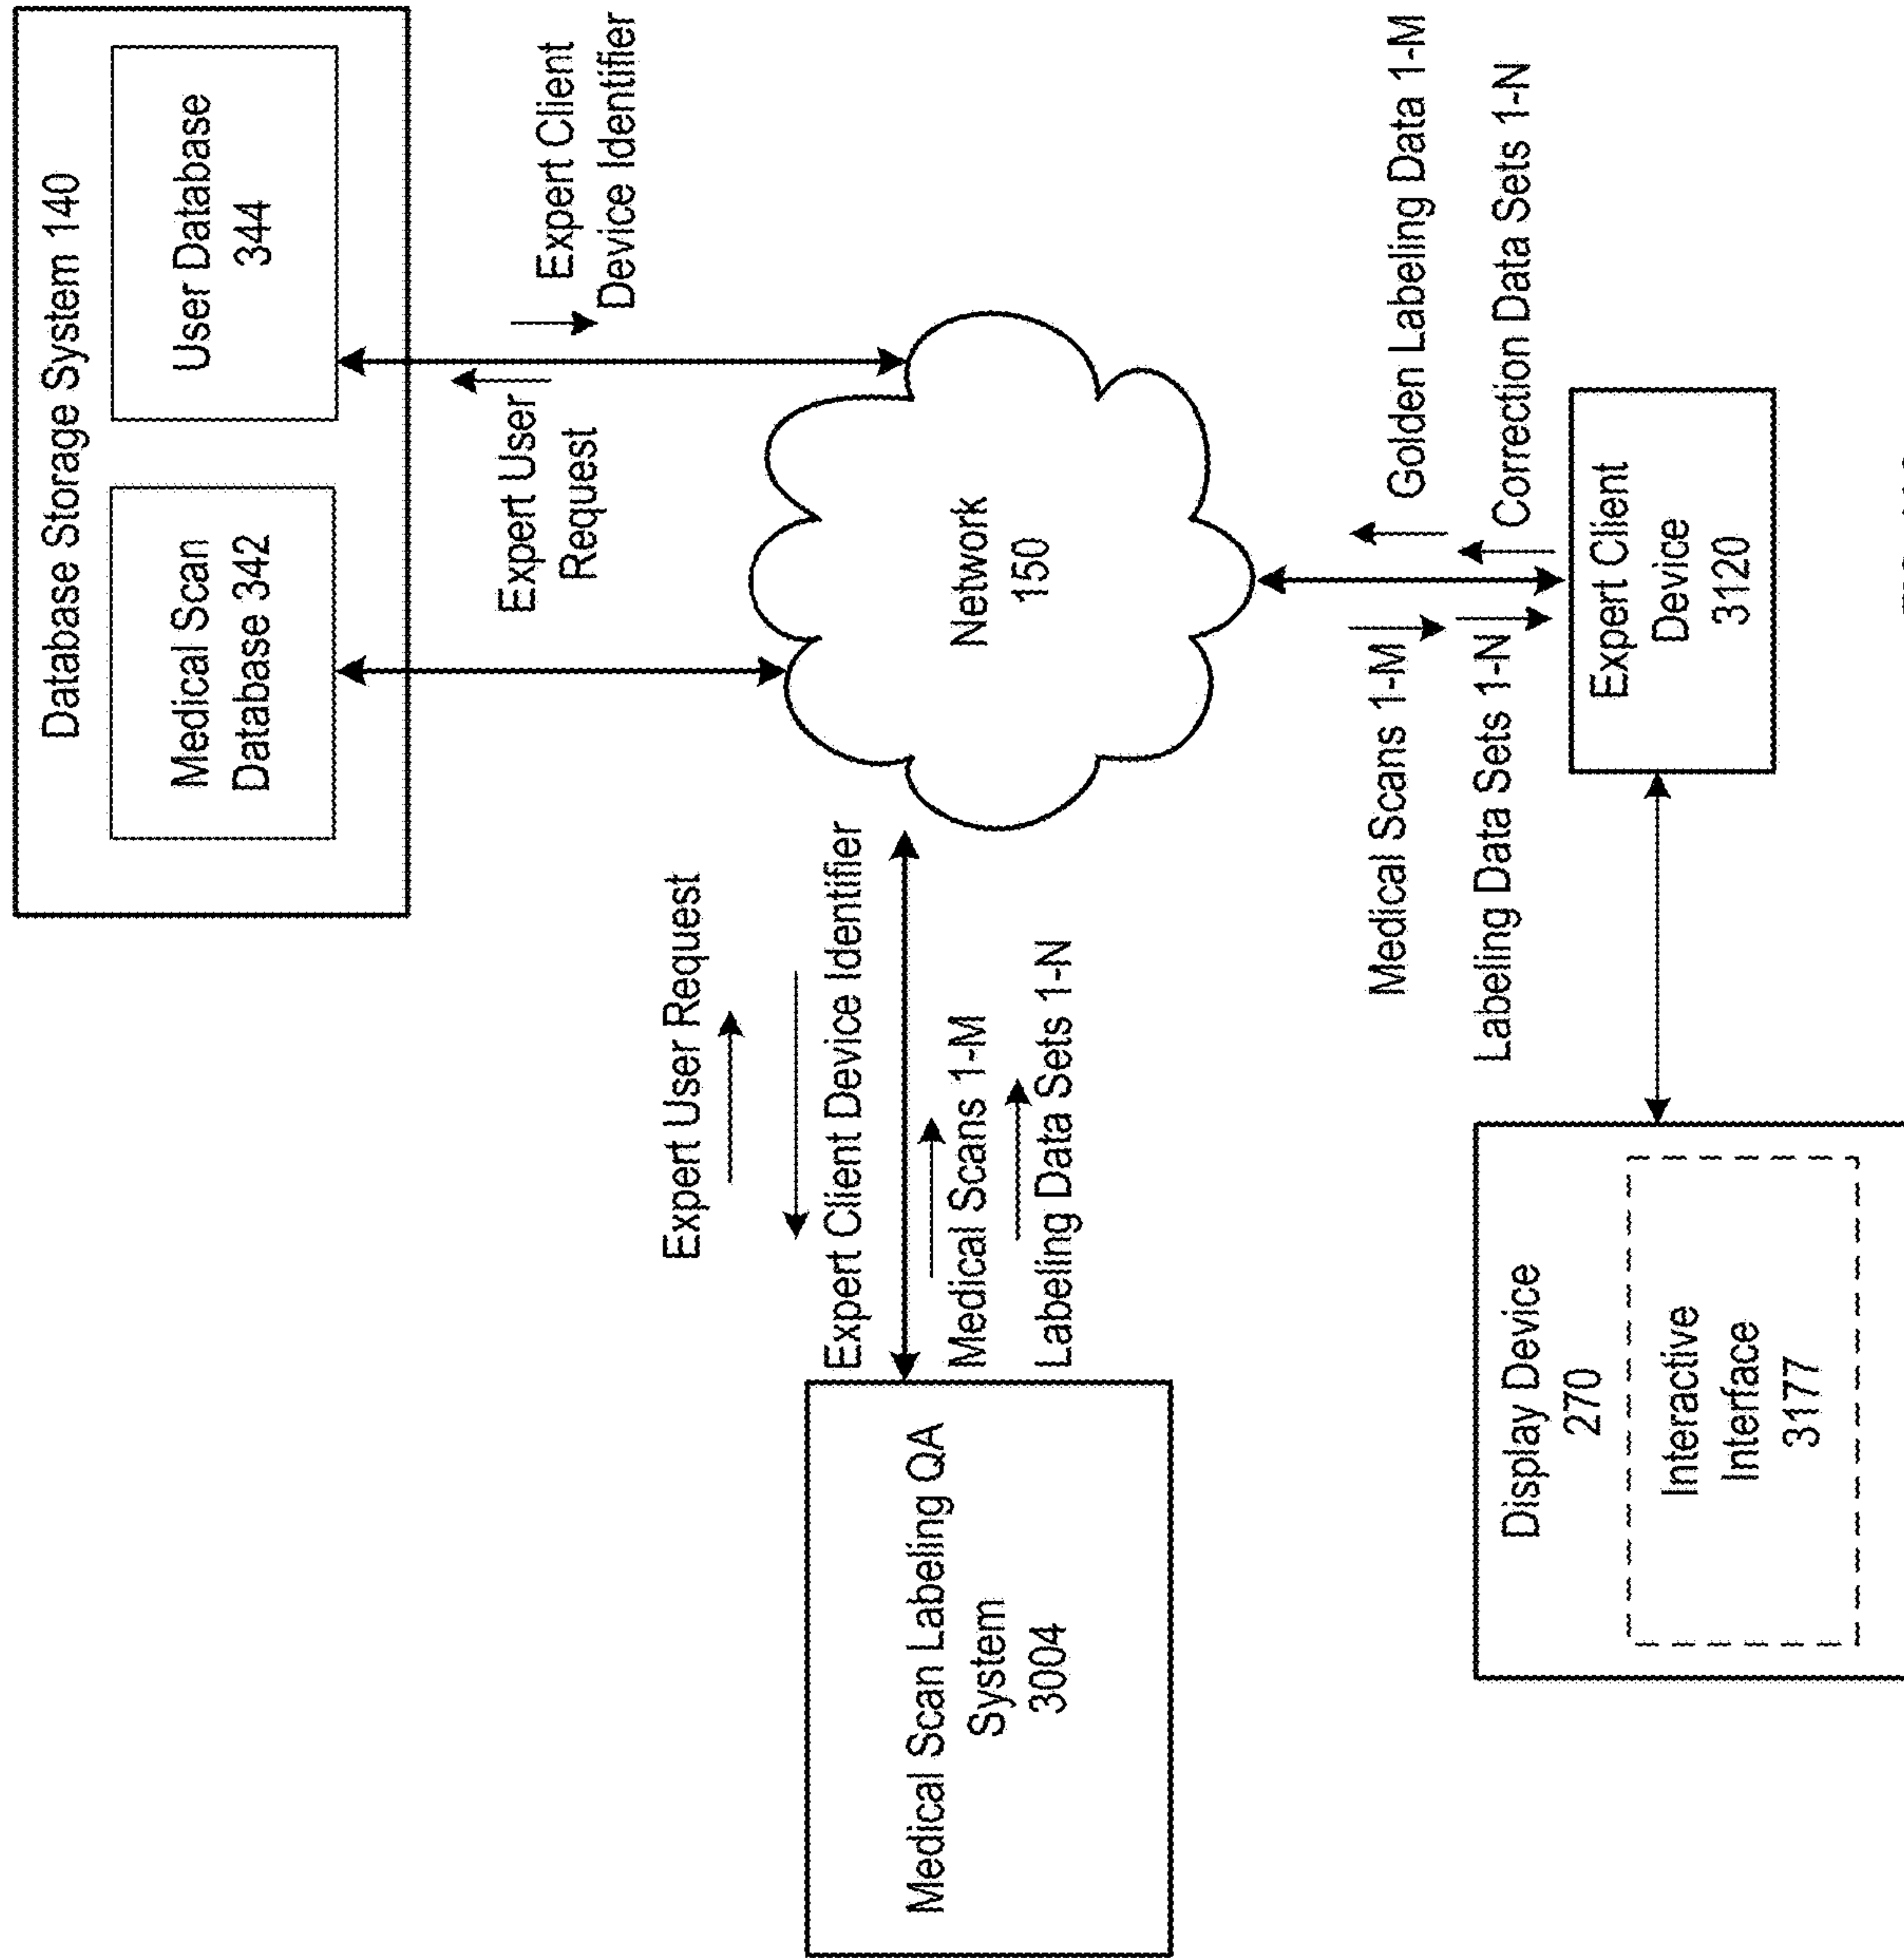 Database Storage System 140
Medical Scan
Database 342
User Database
344
Expert User
Request
Expert Client
Device Identifier
Expert User Request
Expert Client Device Identifier
Medical Scans 1-M
Labeling Data Sets 1-N
Medical Scan Labeling QA
System
3004
Network
150
Medical Scans 1-M
Labeling Data Sets 1-N
Golden Labeling Data 1-M
Correction Data Sets 1-N
Expert Client
Device
3120
Display Device
270
Interactive
Interface
3177